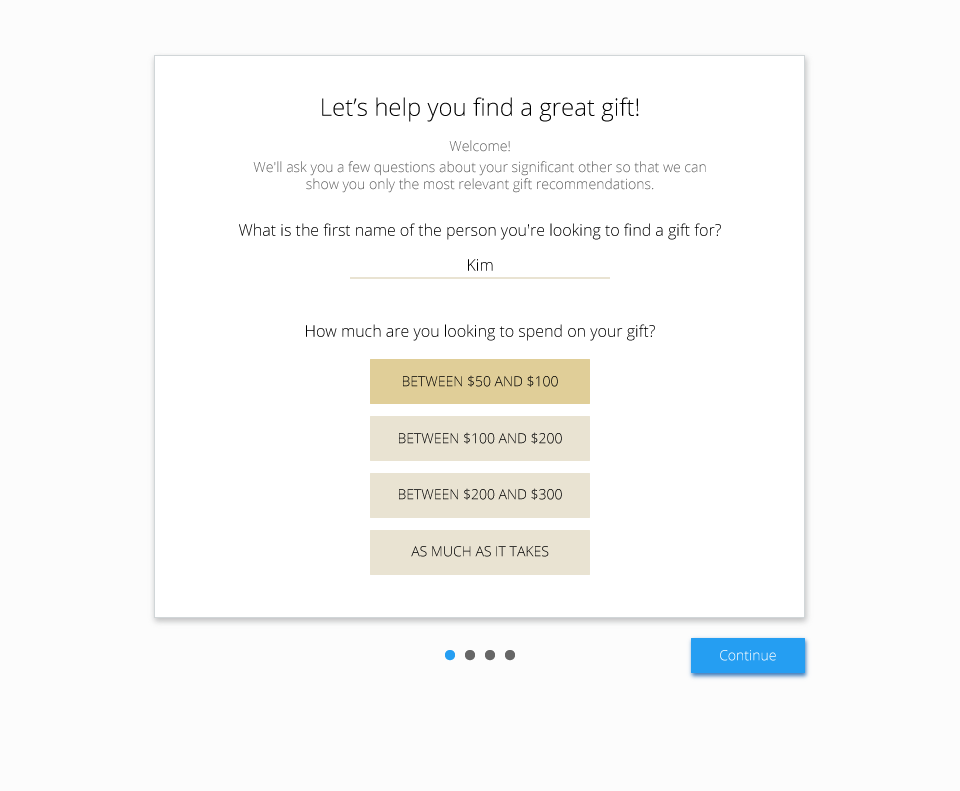 Let’s help you find a great gift!
Welcome!
We'll ask you a few questions about your significant other so that we can
show you only the most relevant gift recommendations.
What is the first name of the person you're looking to find a gift for?
Kim
How much are you looking to spend on your gift?
BETWEEN $50 AND $100
BETWEEN $100 AND $200
BETWEEN $200 AND $300
AS MUCH AS IT TAKES
Continue